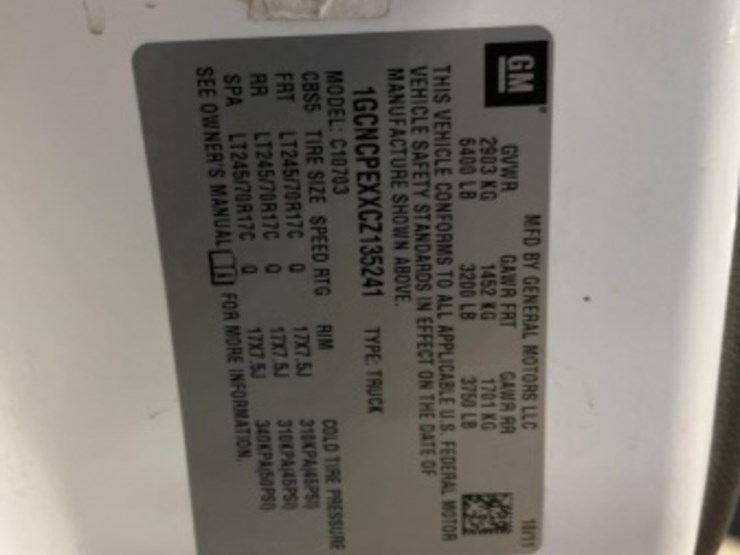 GM
MFD BY GENERAL MOTORS LLC 10/11
GVWR GAWR FRT GAWR RR
2903 KG 1452 KG 1701 KG
6400 LB 3200 LB 3750 LB
THIS VEHICLE CONFORMS TO ALL APPLICABLE U.S. FEDERAL MOTOR
VEHICLE SAFETY STANDARDS IN EFFECT ON THE DATE OF
MANUFACTURE SHOWN ABOVE.
1GCNCPEXXCZ135241 TYPE: TRUCK
MODEL: C10703
CBS5 TIRE SIZE SPEED RTG RIM COLD TIRE PRESSURE
FRT LT245/70R17C Q 17X7.5J 310KPA(45PSI)
RR LT245/70R17C Q 17X7.5J 310KPA(45PSI)
SPA LT245/70R17C Q 17X7.5J 340KPA(50PSI)
SEE OWNER'S MANUAL FOR MORE INFORMATION.